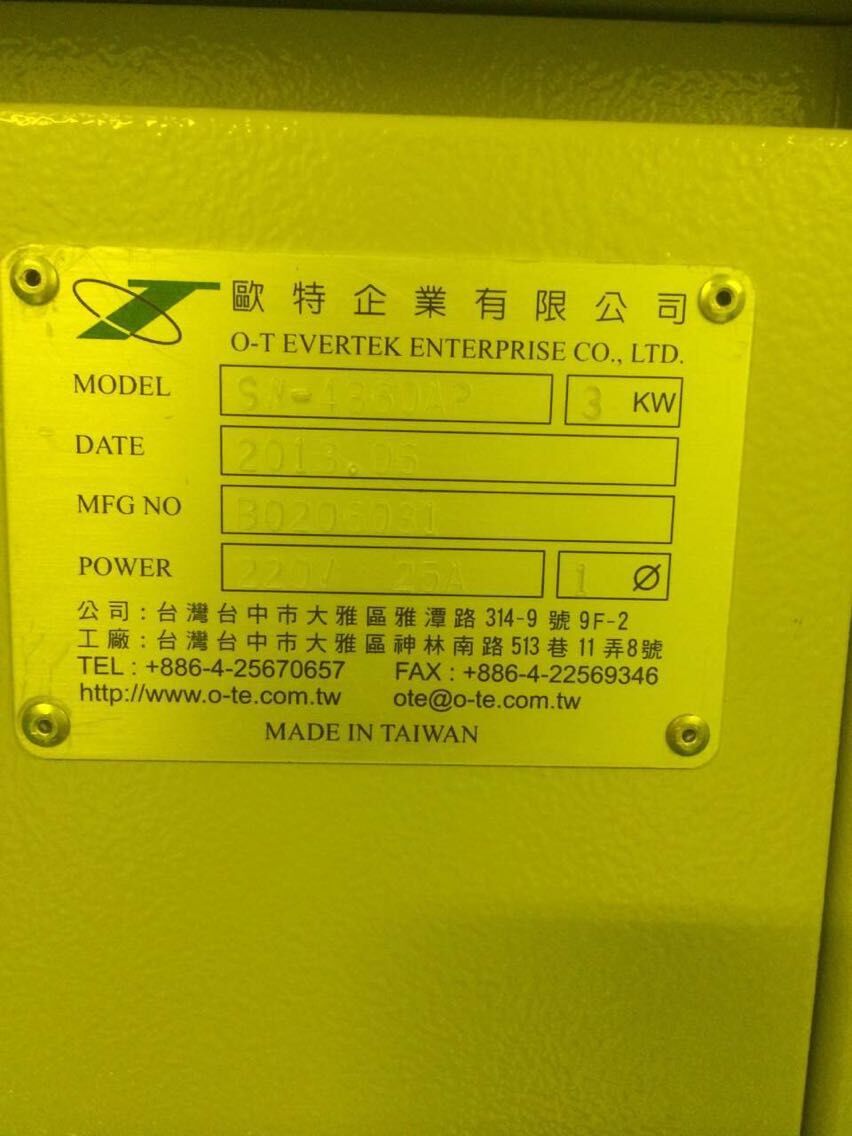 歐特企業有限公司
O-T EVERTEK ENTERPRISE CO., LTD.
MODEL 3 KW
DATE 2013.05
MFG NO
POWER 220V 25A 1 Ø
公司：台灣台中市大雅區雅潭路 314-9 號 9F-2
工廠：台灣台中市大雅區神林南路 513 巷 11 弄8號
TEL : +886-4-25670657 FAX : +886-4-22569346
http://www.o-te.com.tw ote@o-te.com.tw
MADE IN TAIWAN